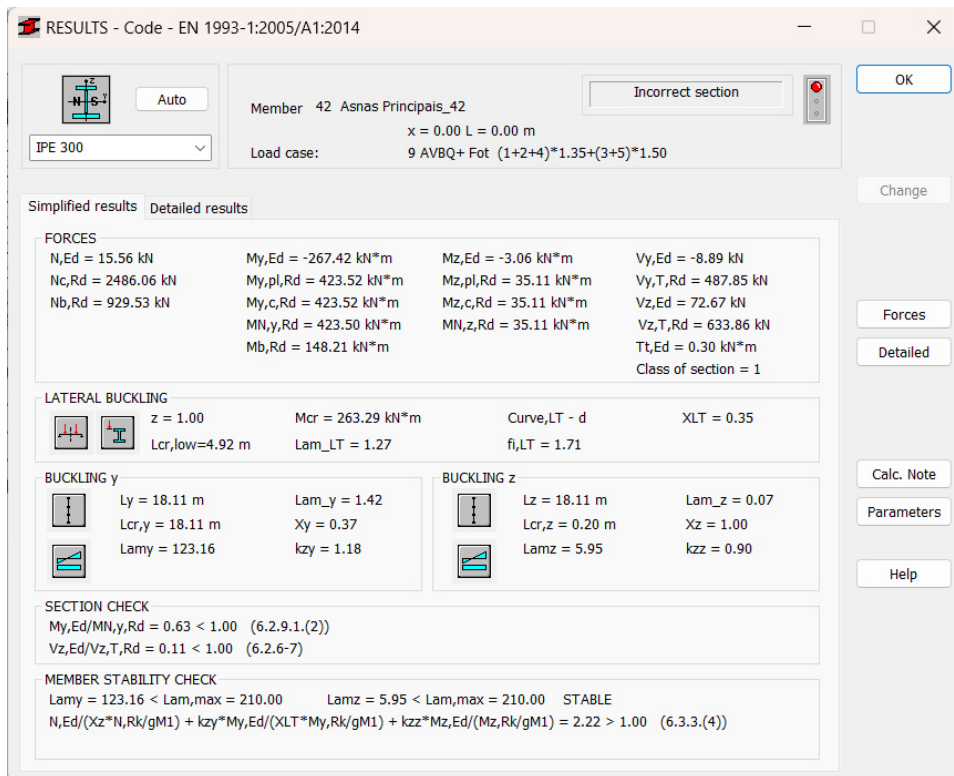 RESULTS - Code - EN 1993-1:2005/A1:2014
Auto
IPE 300
Member 42 Asnas Principais_42
Incorrect section
x = 0.00 L = 0.00 m
Load case: 9 AVBQ+ Fot (1+2+4)*1.35+(3+5)*1.50
OK
Change
Simplified results Detailed results
FORCES
N,Ed = 15.56 kN My,Ed = -267.42 kN*m Mz,Ed = -3.06 kN*m Vy,Ed = -8.89 kN
Nc,Rd = 2486.06 kN My,pl,Rd = 423.52 kN*m Mz,pl,Rd = 35.11 kN*m Vy,T,Rd = 487.85 kN
Nb,Rd = 929.53 kN My,c,Rd = 423.52 kN*m Mz,c,Rd = 35.11 kN*m Vz,Ed = 72.67 kN
MN,y,Rd = 423.50 kN*m MN,z,Rd = 35.11 kN*m Vz,T,Rd = 633.86 kN
Mb,Rd = 148.21 kN*m Tt,Ed = 0.30 kN*m
Class of section = 1
Forces
Detailed
LATERAL BUCKLING
z = 1.00 Mcr = 263.29 kN*m Curve,LT - d XLT = 0.35
Lcr,low=4.92 m Lam_LT = 1.27 fi,LT = 1.71
BUCKLING y
Ly = 18.11 m Lam_y = 1.42
Lcr,y = 18.11 m Xy = 0.37
Lamy = 123.16 kzy = 1.18
BUCKLING z
Lz = 18.11 m Lam_z = 0.07
Lcr,z = 0.20 m Xz = 1.00
Lamz = 5.95 kzz = 0.90
Calc. Note
Parameters
Help
SECTION CHECK
My,Ed/MN,y,Rd = 0.63 < 1.00 (6.2.9.1.(2))
Vz,Ed/Vz,T,Rd = 0.11 < 1.00 (6.2.6-7)
MEMBER STABILITY CHECK
Lamy = 123.16 < Lam,max = 210.00 Lamz = 5.95 < Lam,max = 210.00 STABLE
N,Ed/(Xz*N,Rk/gM1) + kzy*My,Ed/(XLT*My,Rk/gM1) + kzz*Mz,Ed/(Mz,Rk/gM1) = 2.22 > 1.00 (6.3.3.(4))